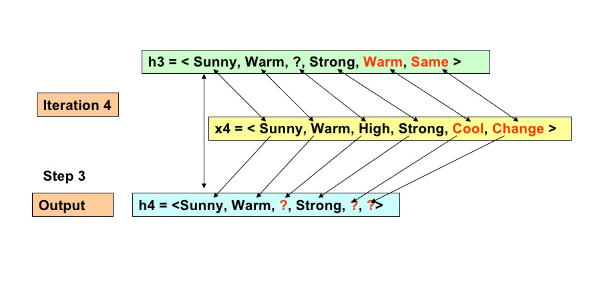 h3 = < Sunny, Warm, ?, Strong, Warm, Same >
Iteration 4
x4 = < Sunny, Warm, High, Strong, Cool, Change >
Step 3
Output
h4 = <Sunny, Warm, ?, Strong, ?, ?>